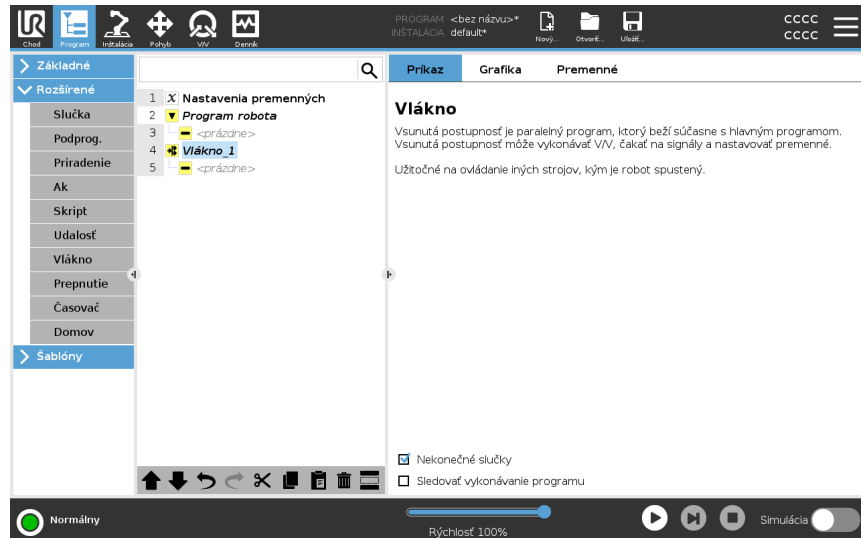 UR
PROGRAM <bez názvu>*
INŠTALÁCIA default*
Chod Program Inštalácia Pohyb V/V Denník
Nový... Otvoriť... Uložiť...
CCCC
CCCC
Základné
Rozšírené
Slučka
Podprog.
Priradenie
Ak
Skript
Udalosť
Vlákno
Prepnutie
Časovač
Domov
Šablóny
1 X Nastavenia premenných
2 Program robota
3 <prázdne>
4 Vlákno_1
5 <prázdne>
Príkaz Grafika Premenné
Vlákno
Vsunutá postupnosť je paralelný program, ktorý beží súčasne s hlavným programom.
Vsunutá postupnosť môže vykonávať V/V, čakať na signály a nastavovať premenné.
Užitočné na ovládanie iných strojov, kým je robot spustený.
Nekonečné slučky
Sledovať vykonávanie programu
Normálny
Rýchlosť 100%
Simulácia